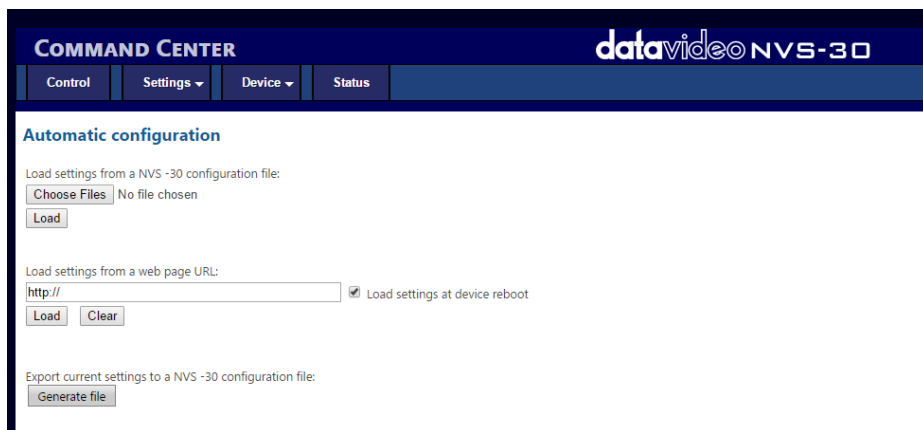 COMMAND CENTER
datavideo NVS-30
Control Settings Device Status
Automatic configuration
Load settings from a NVS -30 configuration file:
Choose Files No file chosen
Load
Load settings from a web page URL:
http:// Load settings at device reboot
Load Clear
Export current settings to a NVS -30 configuration file:
Generate file